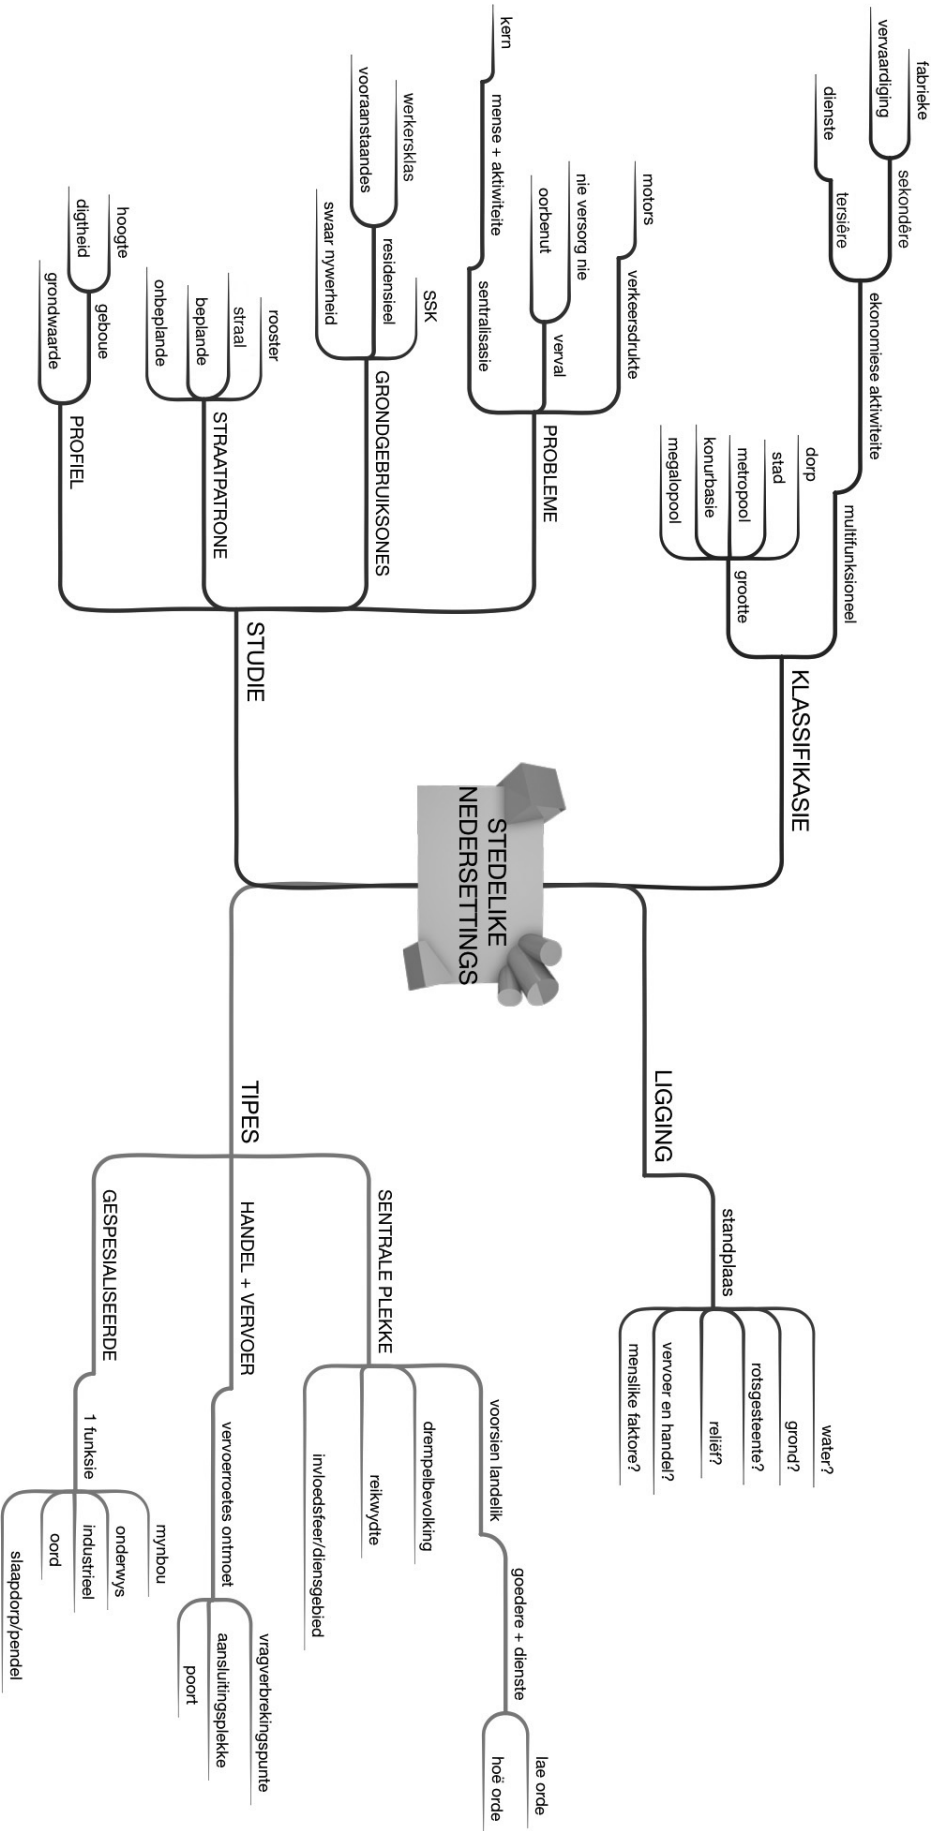 STEDELIKE
NEDERSETTINGS
KLASSIFIKASIE
multifunksioneel
ekonomiese aktiwiteite
sekondêre
fabrieke
vervaardiging
tersiêre
dienste
grootte
dorp
stad
metropool
konurbasie
megalopool
LIGGING
standplaas
water?
grond?
rotsgesteente?
reliëf?
vervoer en handel?
menslike faktore?
STUDIE
PROBLEME
verkeersdrukte
motors
verval
nie versorg nie
oorbenut
sentralisasie
mense + aktiwiteite
kern
GRONDGEBRUIKSONES
SSK
residensieel
werkersklas
vooraanstaandes
swaar nywerheid
STRAATPATRONE
rooster
straal
beplande
onbeplande
PROFIEL
geboue
hoogte
digtheid
grondwaarde
TIPES
SENTRALE PLEKKE
voorsien landelik
goedere + dienste
lae orde
hoë orde
drempelbevolking
reikwydte
invloedsfeer/diensgebied
HANDEL + VERVOER
vervoerroetes ontmoet
vragverbrekingspunte
aansluitingsplekke
poort
GESPESIALISEERDE
1 funksie
mynbou
onderwys
industrieel
oord
slaapdorp/pendel